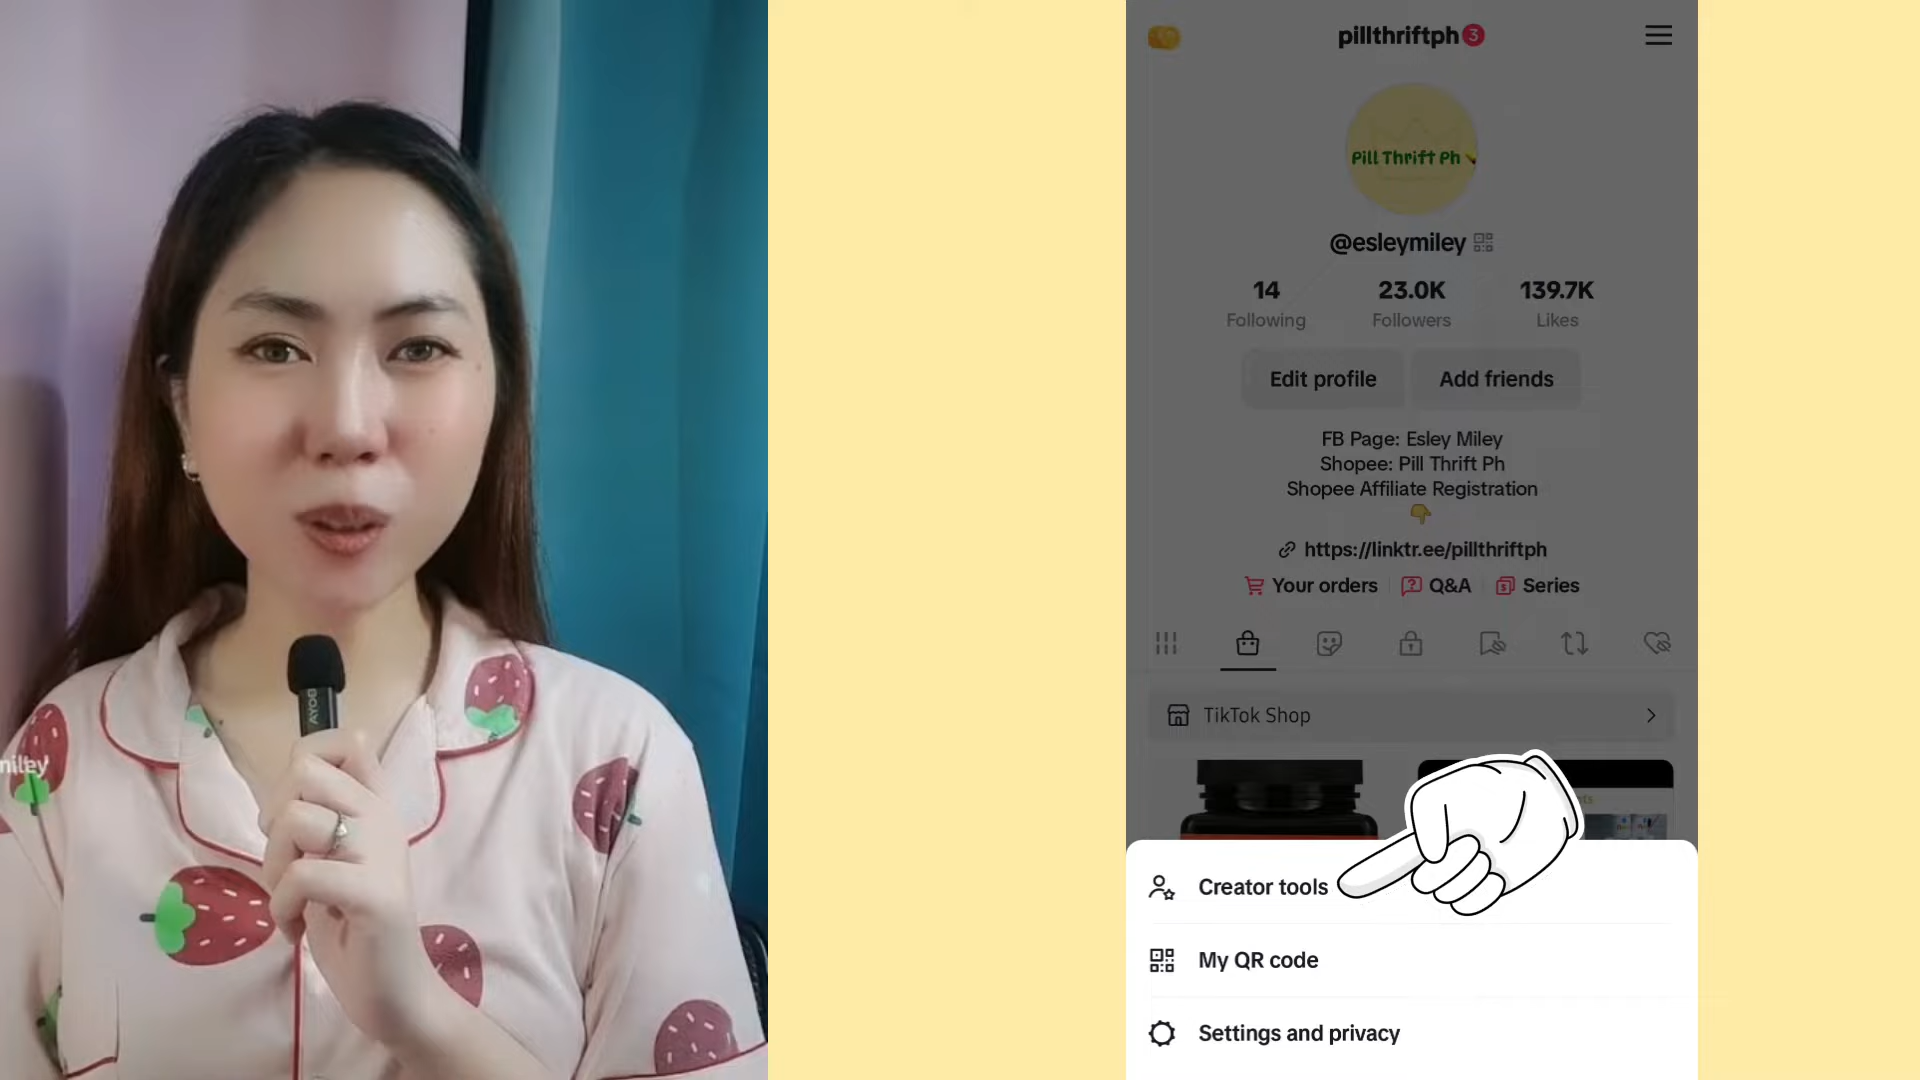 niley
AYOB
pillthriftph 3
Pill Thrift Ph
@esleymiley
14
23.0K
139.7K
Following
Followers
Likes
Edit profile
Add friends
FB Page: Esley Miley
Shopee: Pill Thrift Ph
Shopee Affiliate Registration
https://linktr.ee/pillthriftph
Your orders
Q&A
Series
TikTok Shop
Creator tools
My QR code
Settings and privacy